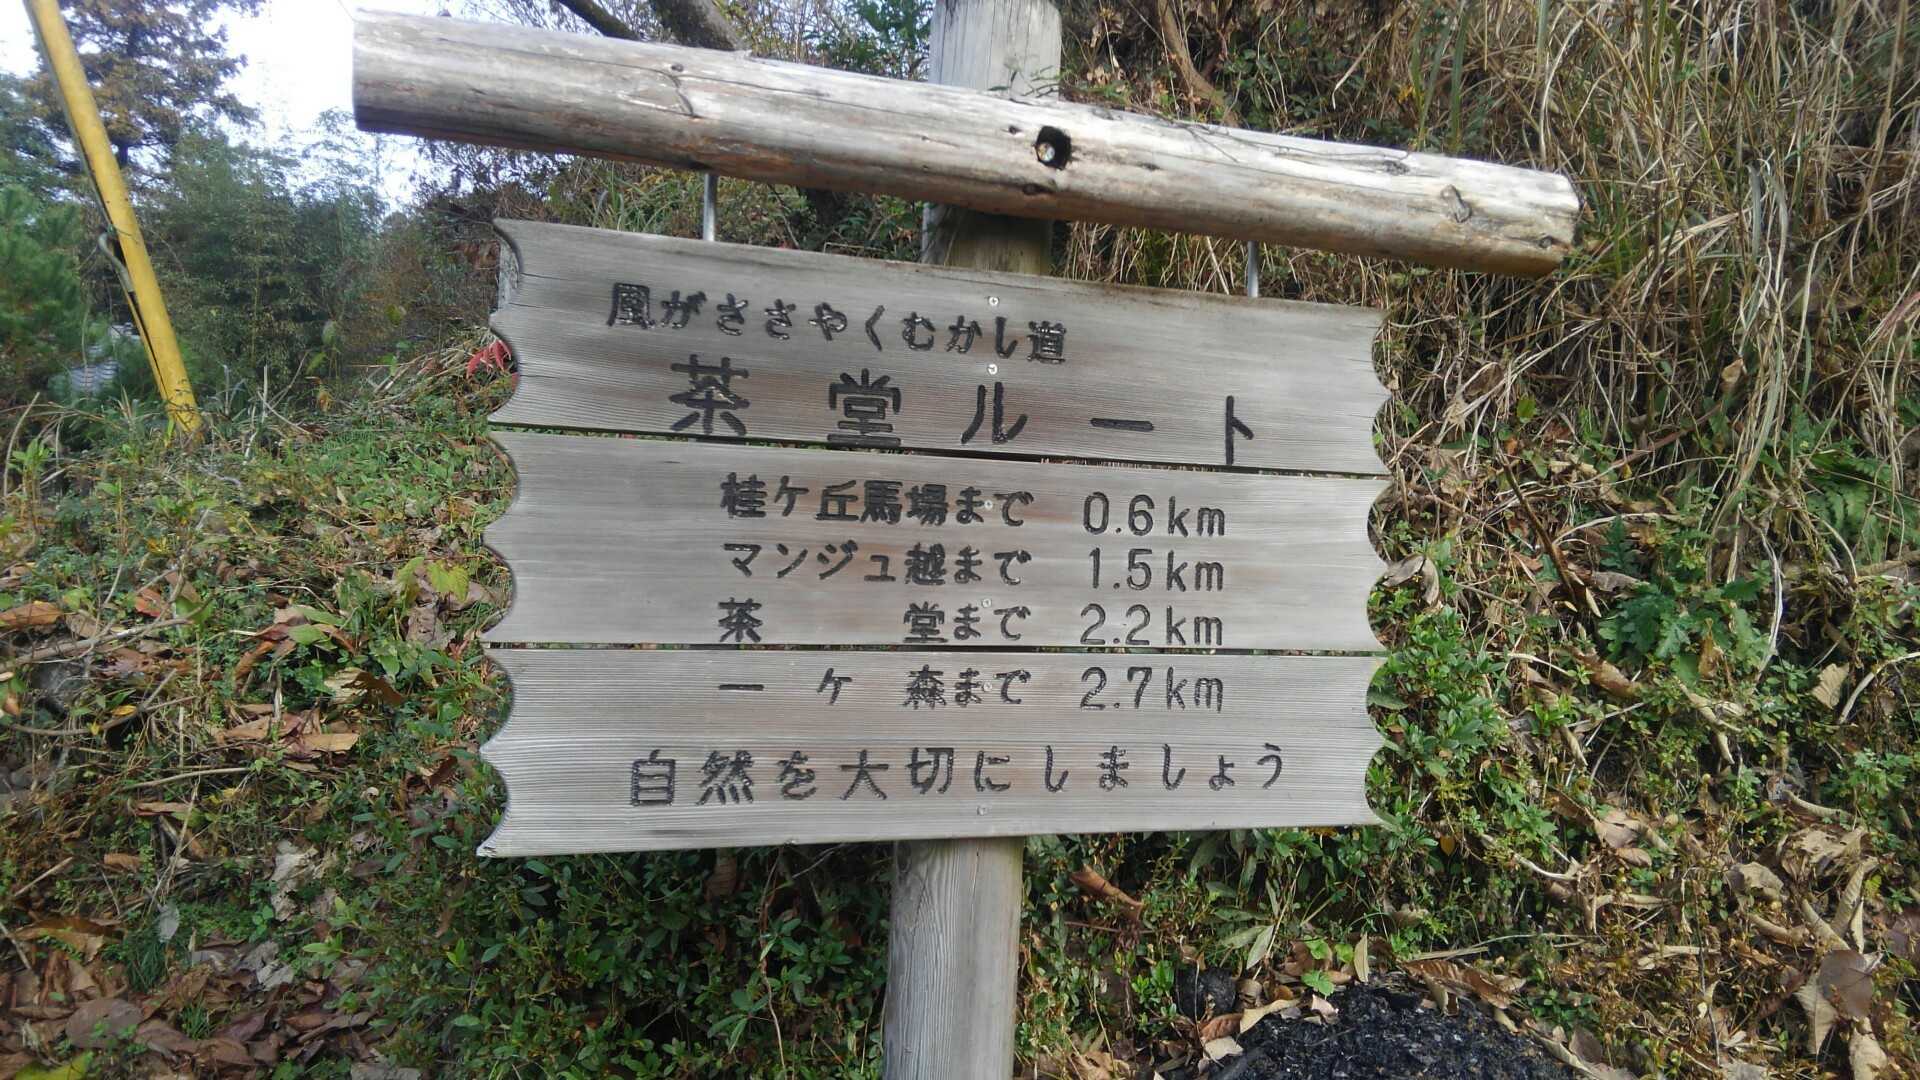 風がささやくむかし道
茶堂ルート
桂ケ丘馬場まで 0.6km
マンジュ越まで 1.5km
茶 堂まで 2.2km
一ケ森まで 2.7km
自然を大切にしましょう